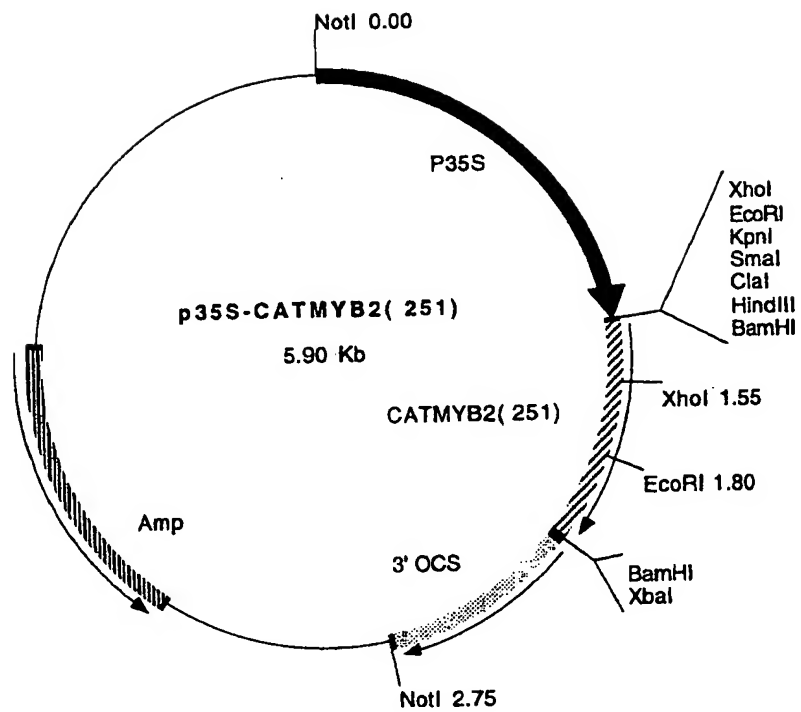 NotI 0.00
P35S
XhoI
EcoRI
KpnI
SmaI
ClaI
HindIII
BamHI
p35S-CATMYB2( 251)
5.90 Kb
CATMYB2( 251)
XhoI 1.55
EcoRI 1.80
Amp
3' OCS
BamHI
XbaI
NotI 2.75